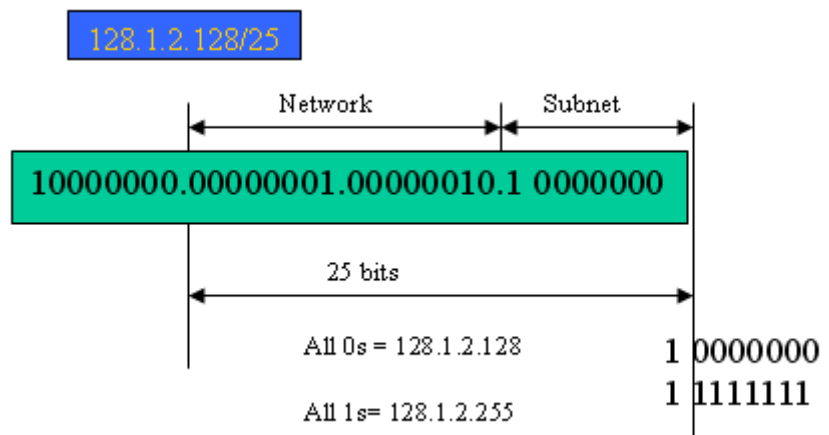 128.1.2.128/25
Network Subnet
10000000.00000001.00000010.1 0000000
25 bits
All 0s = 128.1.2.128
1 0000000
1 1111111
All 1s= 128.1.2.255